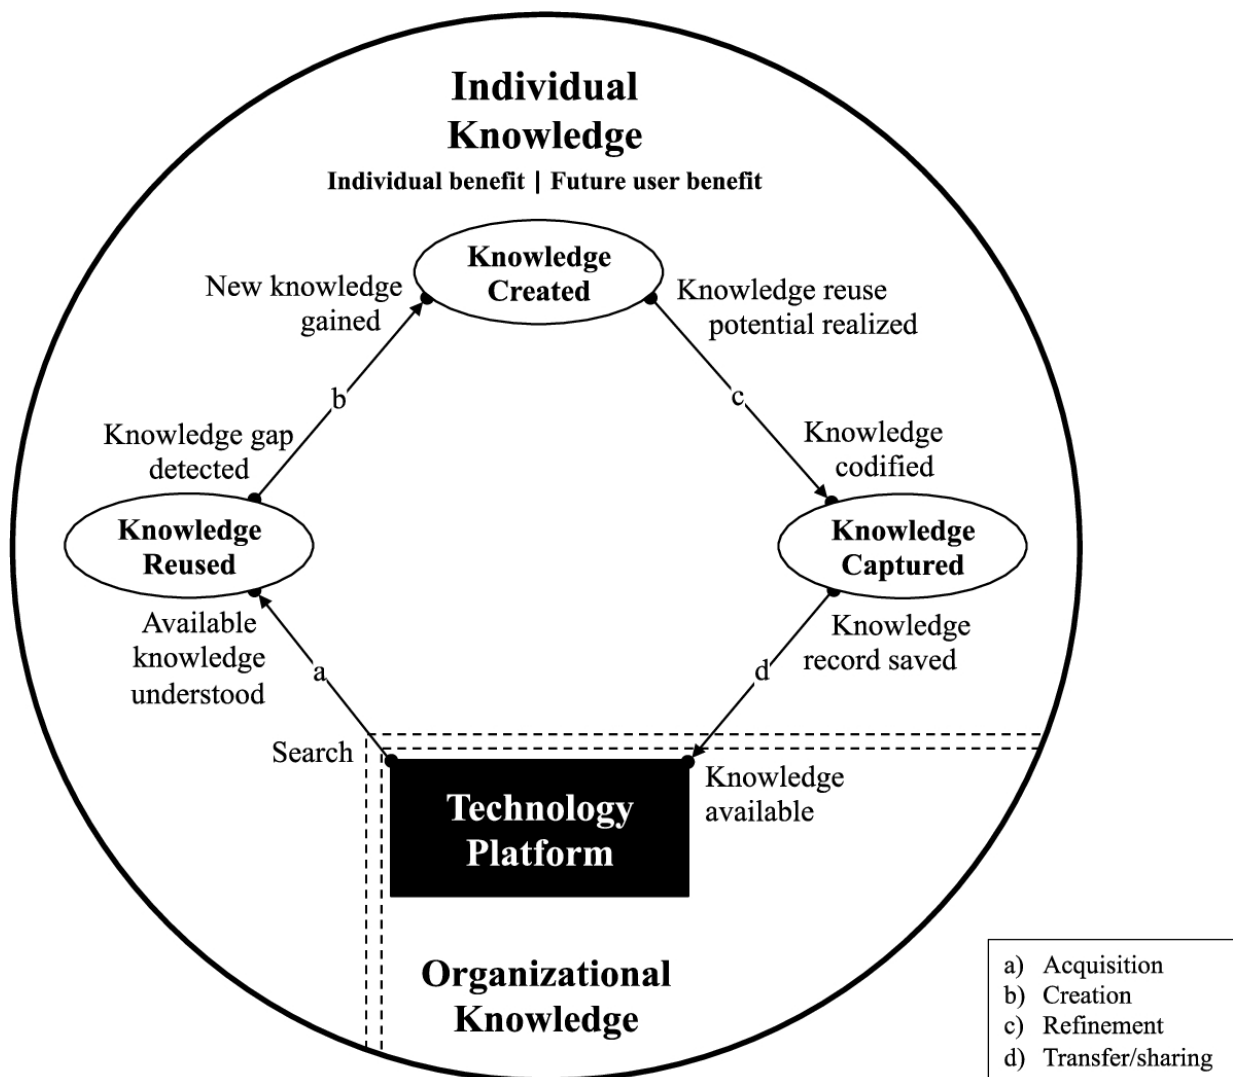 Individual
Knowledge
Individual benefit | Future user benefit
Knowledge
Created
New knowledge
gained
Knowledge reuse
potential realized
b
c
Knowledge gap
detected
Knowledge
codified
Knowledge
Reused
Knowledge
Captured
Available
knowledge
understood
Knowledge
record saved
a
d
Search
Knowledge
available
Technology
Platform
Organizational
Knowledge
a) Acquisition
b) Creation
c) Refinement
d) Transfer/sharing